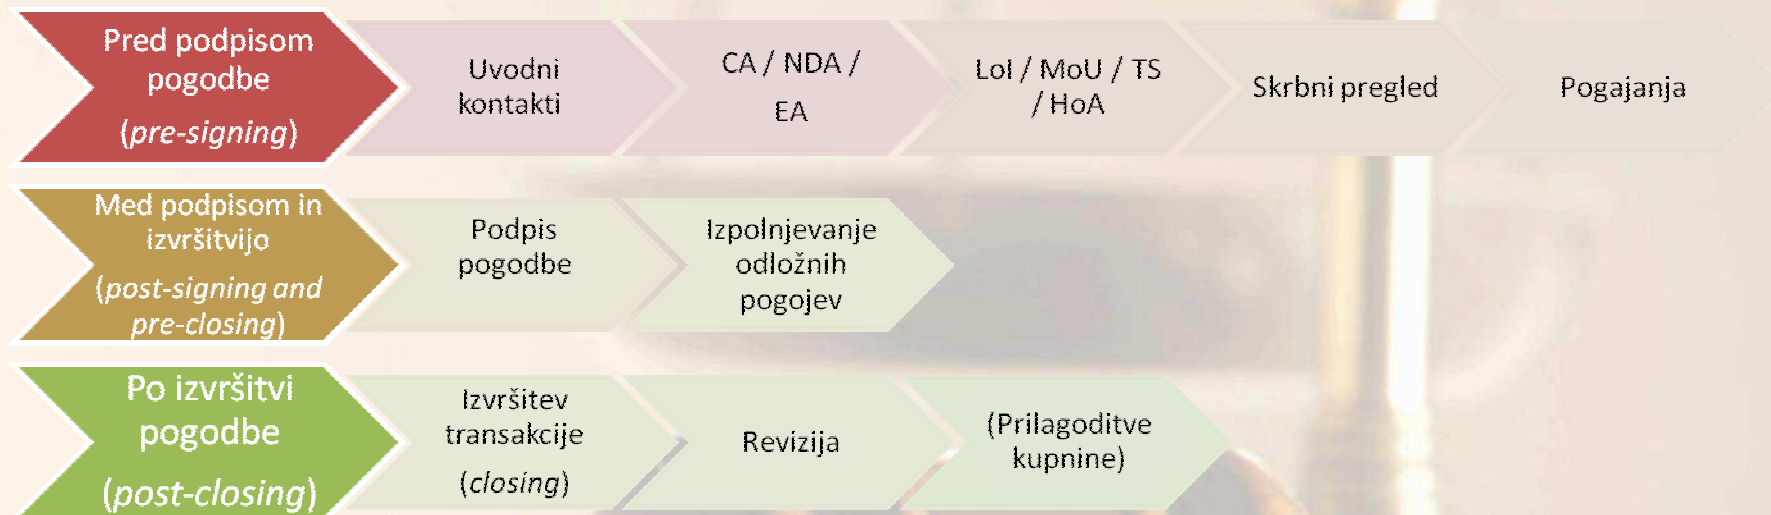 Pred podpisom
pogodbe
(pre-signing)
Uvodni
kontakti
CA / NDA /
EA
LoI / MoU / TS
/ HoA
Skrbni pregled
Pogajanja
Med podpisom in
izvršitvijo
(post-signing and
pre-closing)
Podpis
pogodbe
Izpolnjevanje
odložnih
pogojev
Po izvršitvi
pogodbe
(post-closing)
Izvršitev
transakcije
(closing)
Revizija
(Prilagoditve
kupnine)